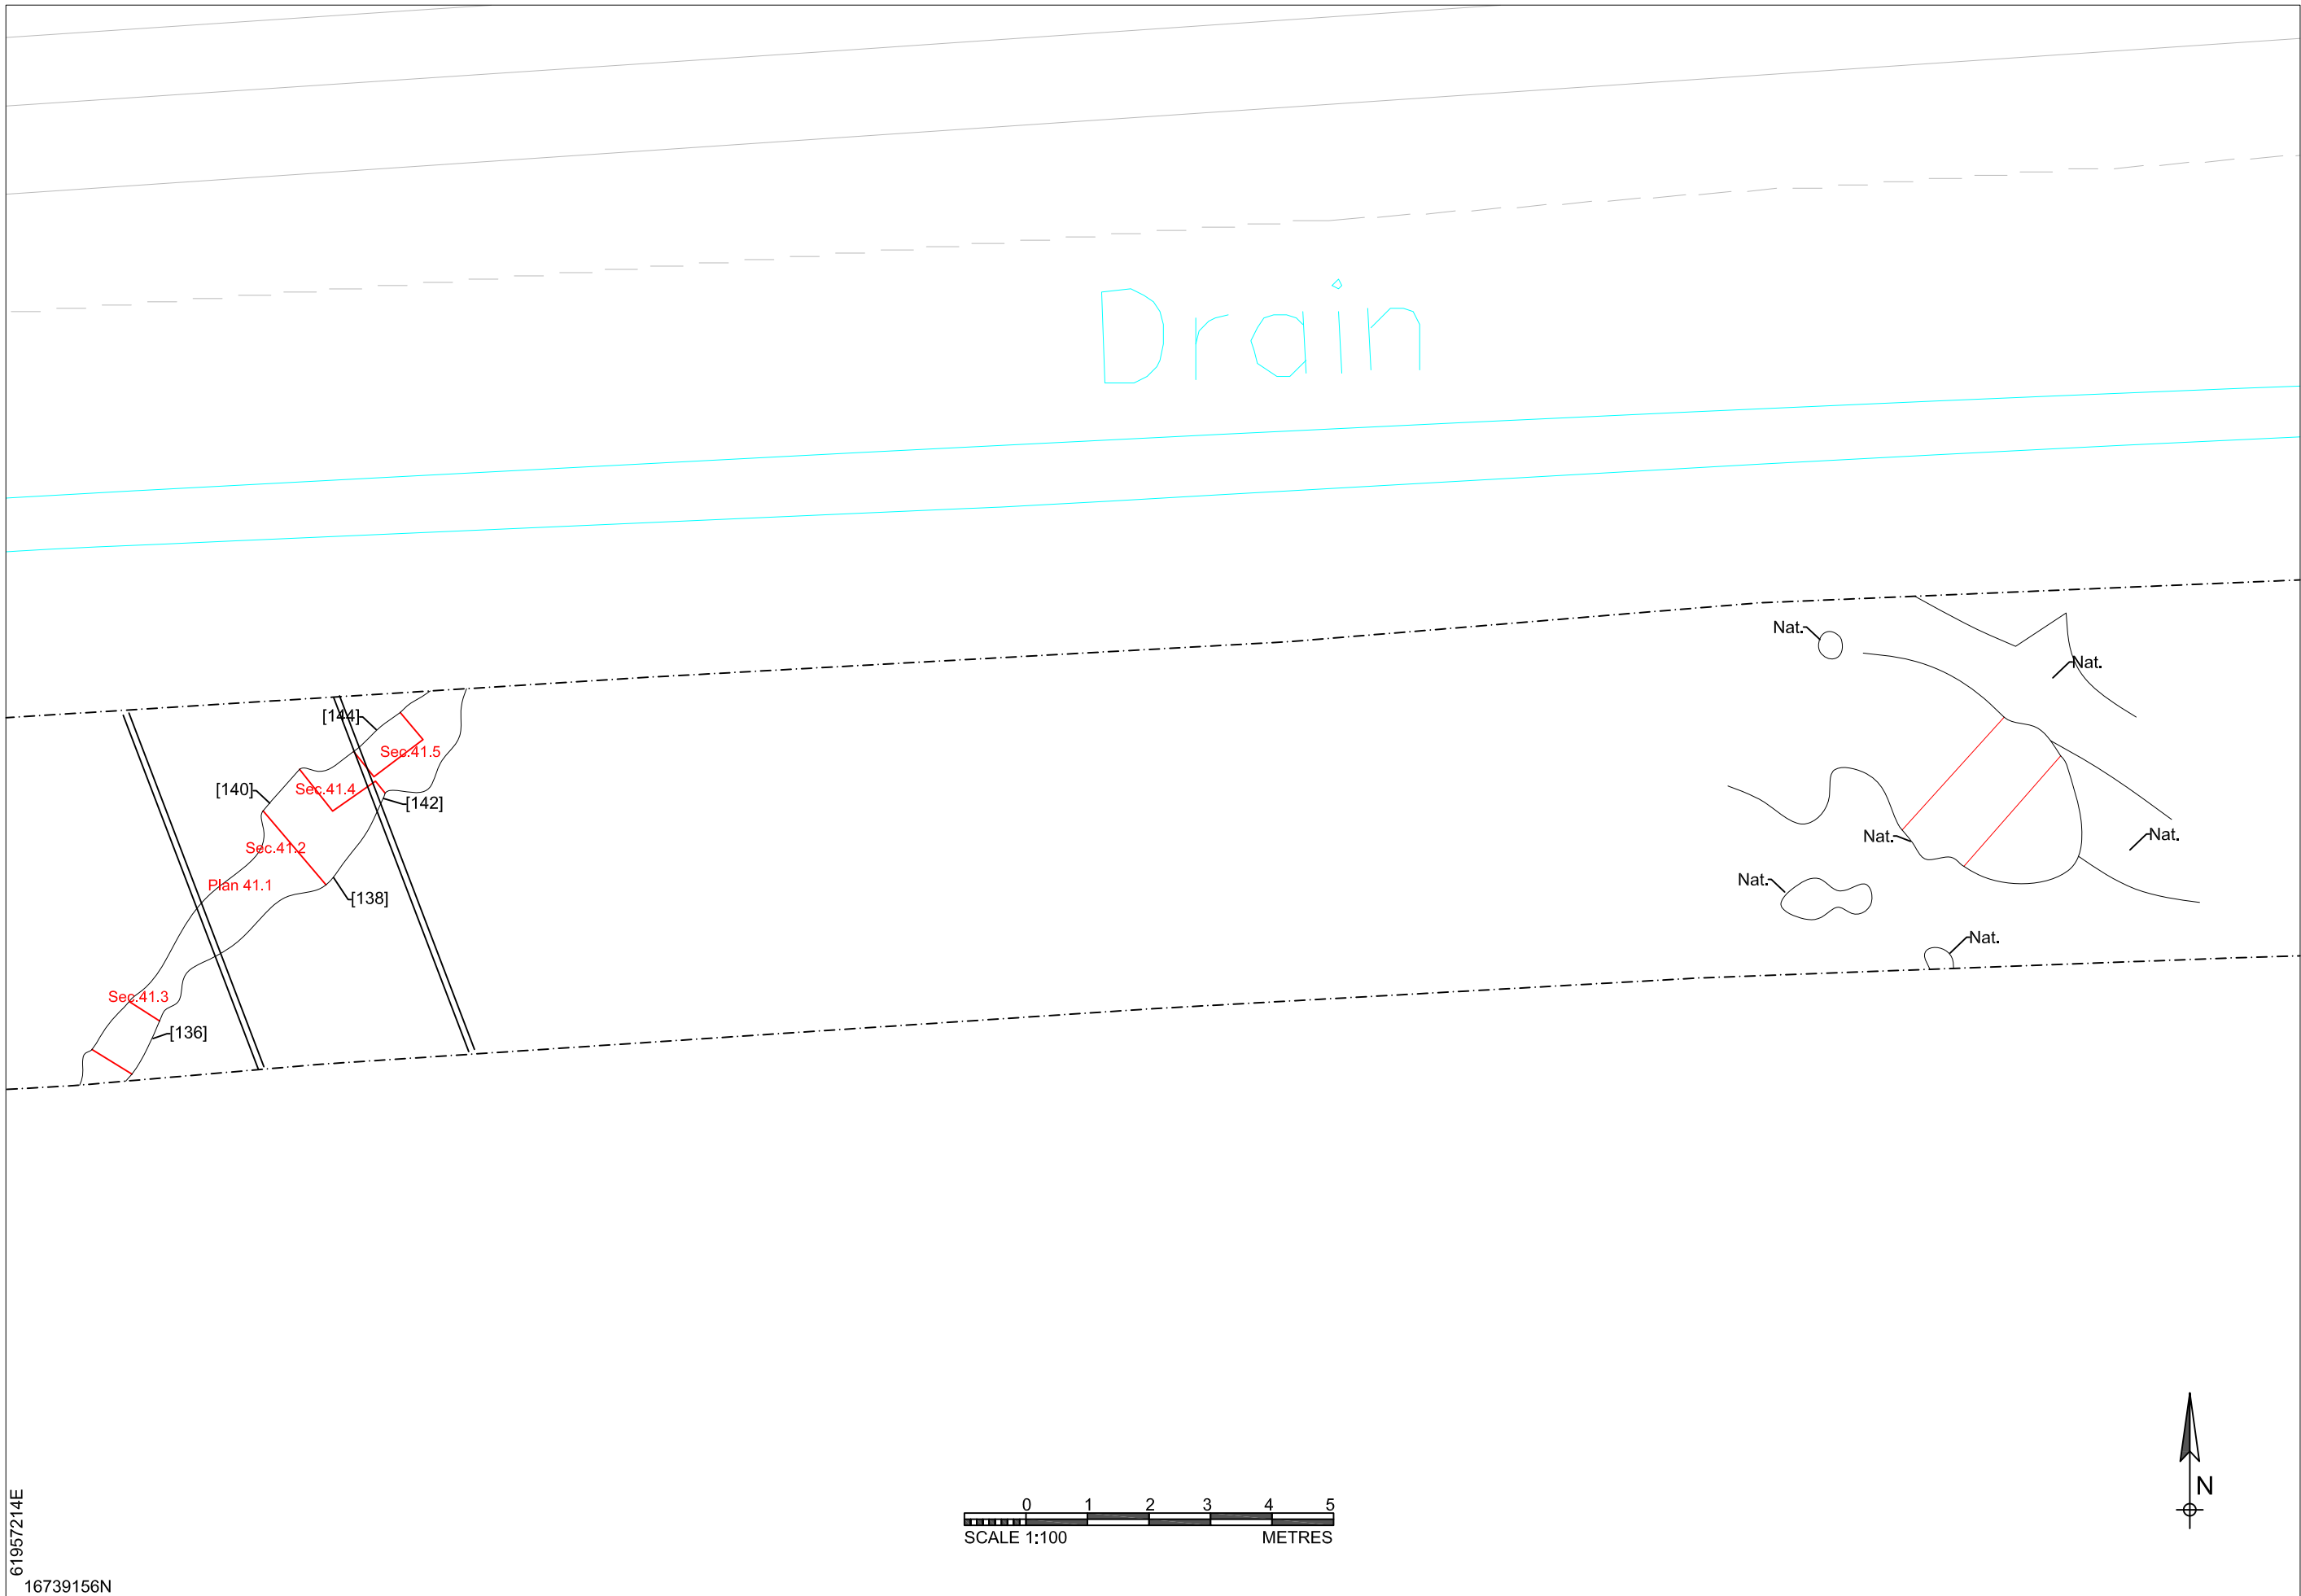 Drain
Nat.
Nat.
[144]
Sec.41.5
[140]
Sec.41.4
[142]
Nat.
Nat.
Sec.41.2
Plan 41.1
Nat.
[138]
Nat.
Sec.41.3
[136]
N
0 1 2 3 4 5
SCALE 1:100 METRES
61957214E
16739156N